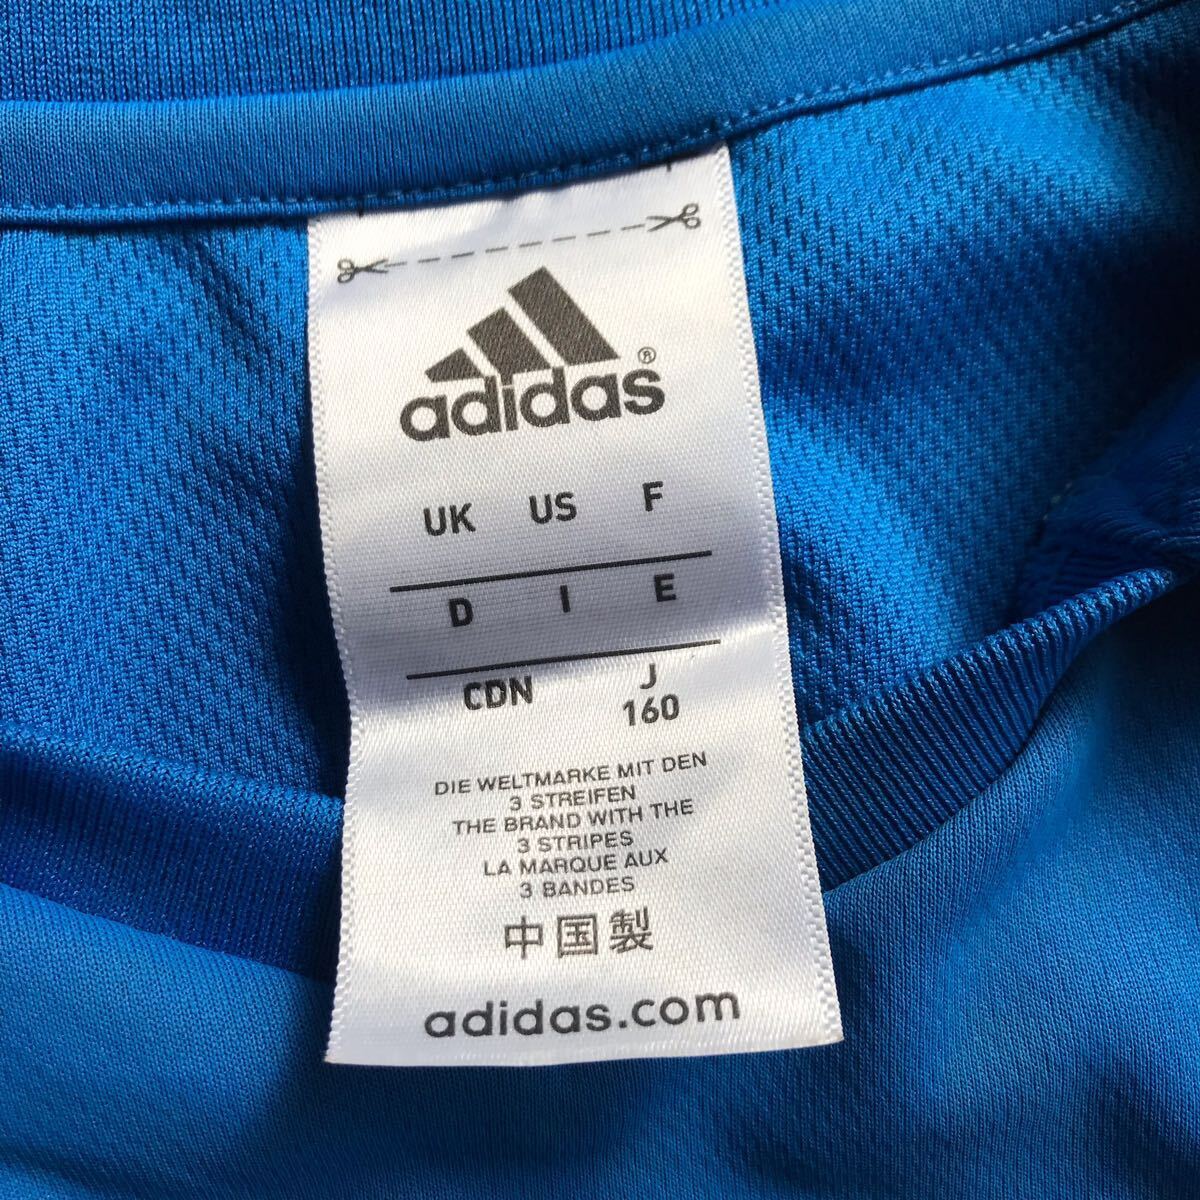 adidas®
UK US F
D I E
CDN J
160
DIE WELTMARKE MIT DEN
3 STREIFEN
THE BRAND WITH THE
3 STRIPES
LA MARQUE AUX
3 BANDES
中国製
adidas.com